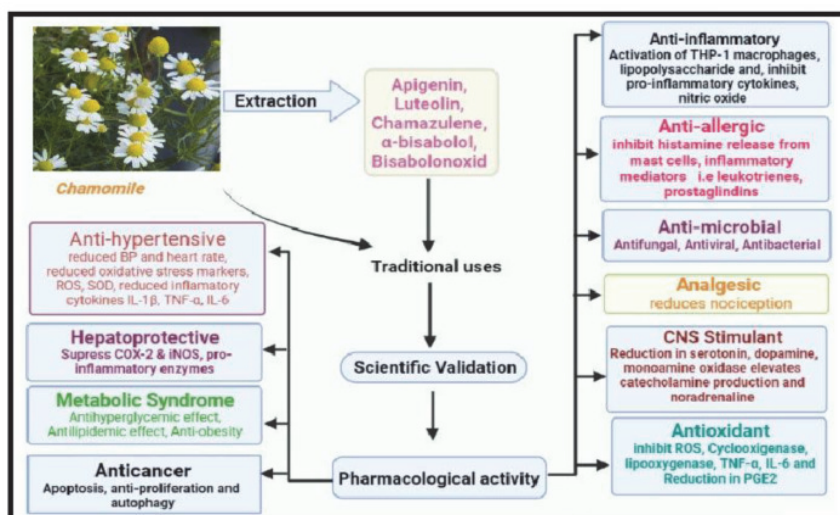 Chamomile
Extraction
Apigenin,
Luteolin,
Chamazulene,
α-bisabolol,
Bisabolonoxid
Traditional uses
Scientific Validation
Pharmacological activity
Anti-hypertensive
reduced BP and heart rate,
reduced oxidative stress markers,
ROS, SOD, reduced inflamatory
cytokines IL-1β, TNF-α, IL-6
Hepatoprotective
Supress COX-2 & iNOS, pro-
inflammatory enzymes
Metabolic Syndrome
Antihyperglycemic effect,
Antilipidemic effect, Anti-obesity
Anticancer
Apoptosis, anti-proliferation and
autophagy
Anti-inflammatory
Activation of THP-1 macrophages,
lipopolysaccharide and, inhibit
pro-inflammatory cytokines,
nitric oxide
Anti-allergic
inhibit histamine release from
mast cells, inflammatory
mediators i.e leukotrienes,
prostaglindins
Anti-microbial
Antifungal, Antiviral, Antibacterial
Analgesic
reduces nociception
CNS Stimulant
Reduction in serotonin, dopamine,
monoamine oxidase elevates
catecholamine production and
noradrenaline
Antioxidant
inhibit ROS, Cyclooxigenase,
lipooxygenase, TNF-α, IL-6 and
Reduction in PGE2